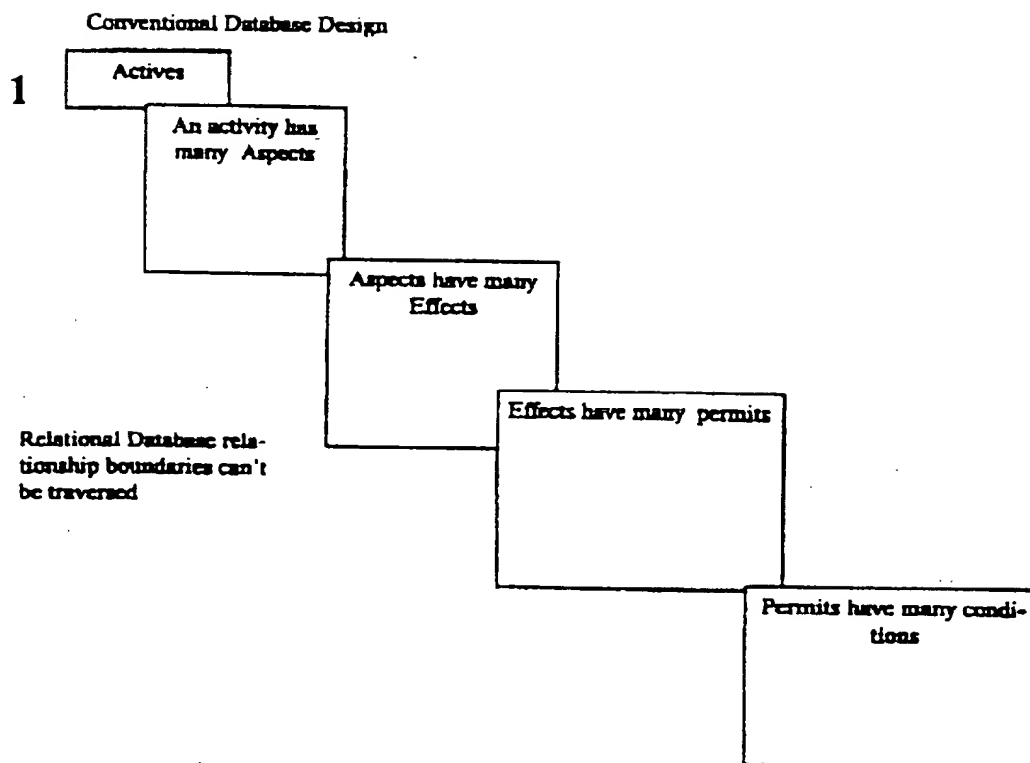 Conventional Database Design
1
Actives
An activity has
many Aspects
Aspects have many
Effects
Effects have many permits
Relational Database rela-
tionship boundaries can't
be traversed
Permits have many condi-
tions